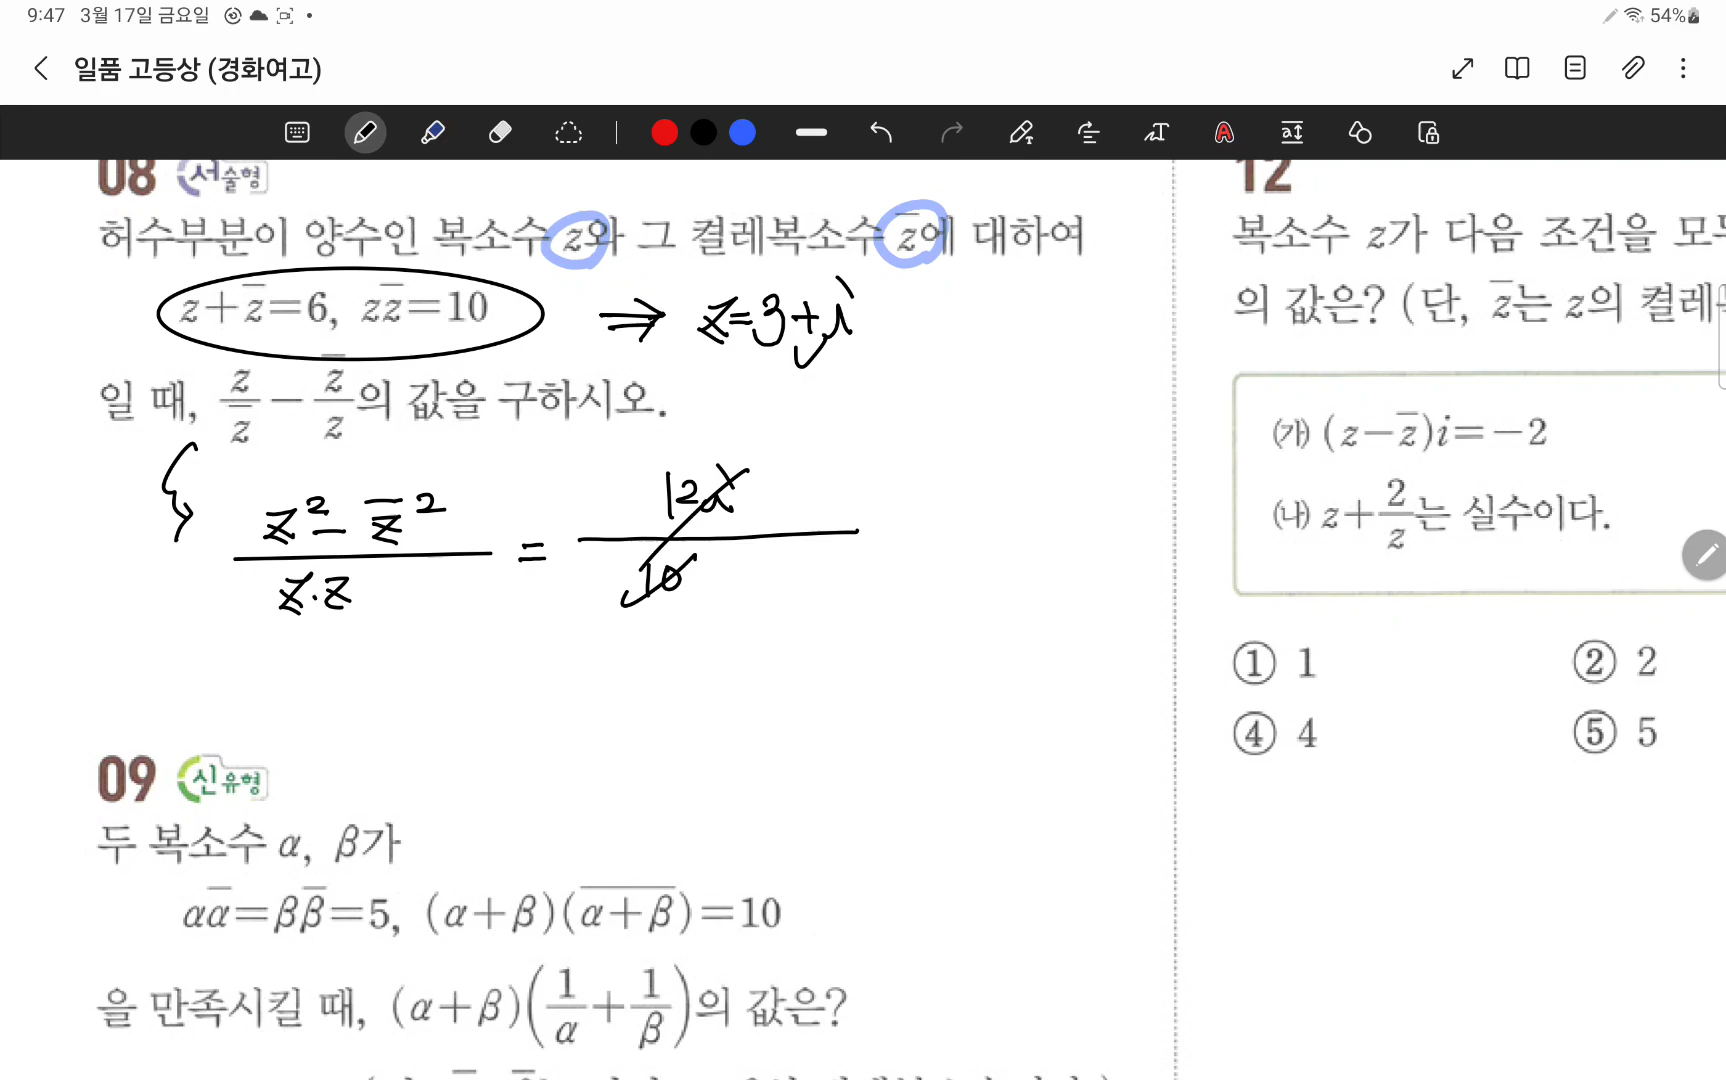 9:47 3월 17일 금요일 54%
일품 고등상 (경화여고)
08 서술형
허수부분이 양수인 복소수 z와 그 켤레복소수 z̅에 대하여
z+z̅=6, zz̅=10 ⇒ z=3+i
일 때, z/z̅ − z̅/z의 값을 구하시오.
(z²−z̅²)/(z·z) = 12i/10
09 신유형
두 복소수 α, β가
αα̅=ββ̅=5, (α+β)(α̅+̅β̅)=10
을 만족시킬 때, (α+β)(1/α+1/β)의 값은?
12
복소수 z가 다음 조건을
의 값은? (단, z̅는 z의
㈎ (z−z̅)i=−2
㈏ z+2/z는 실수이다.
① 1 ② 2
④ 4 ⑤ 5